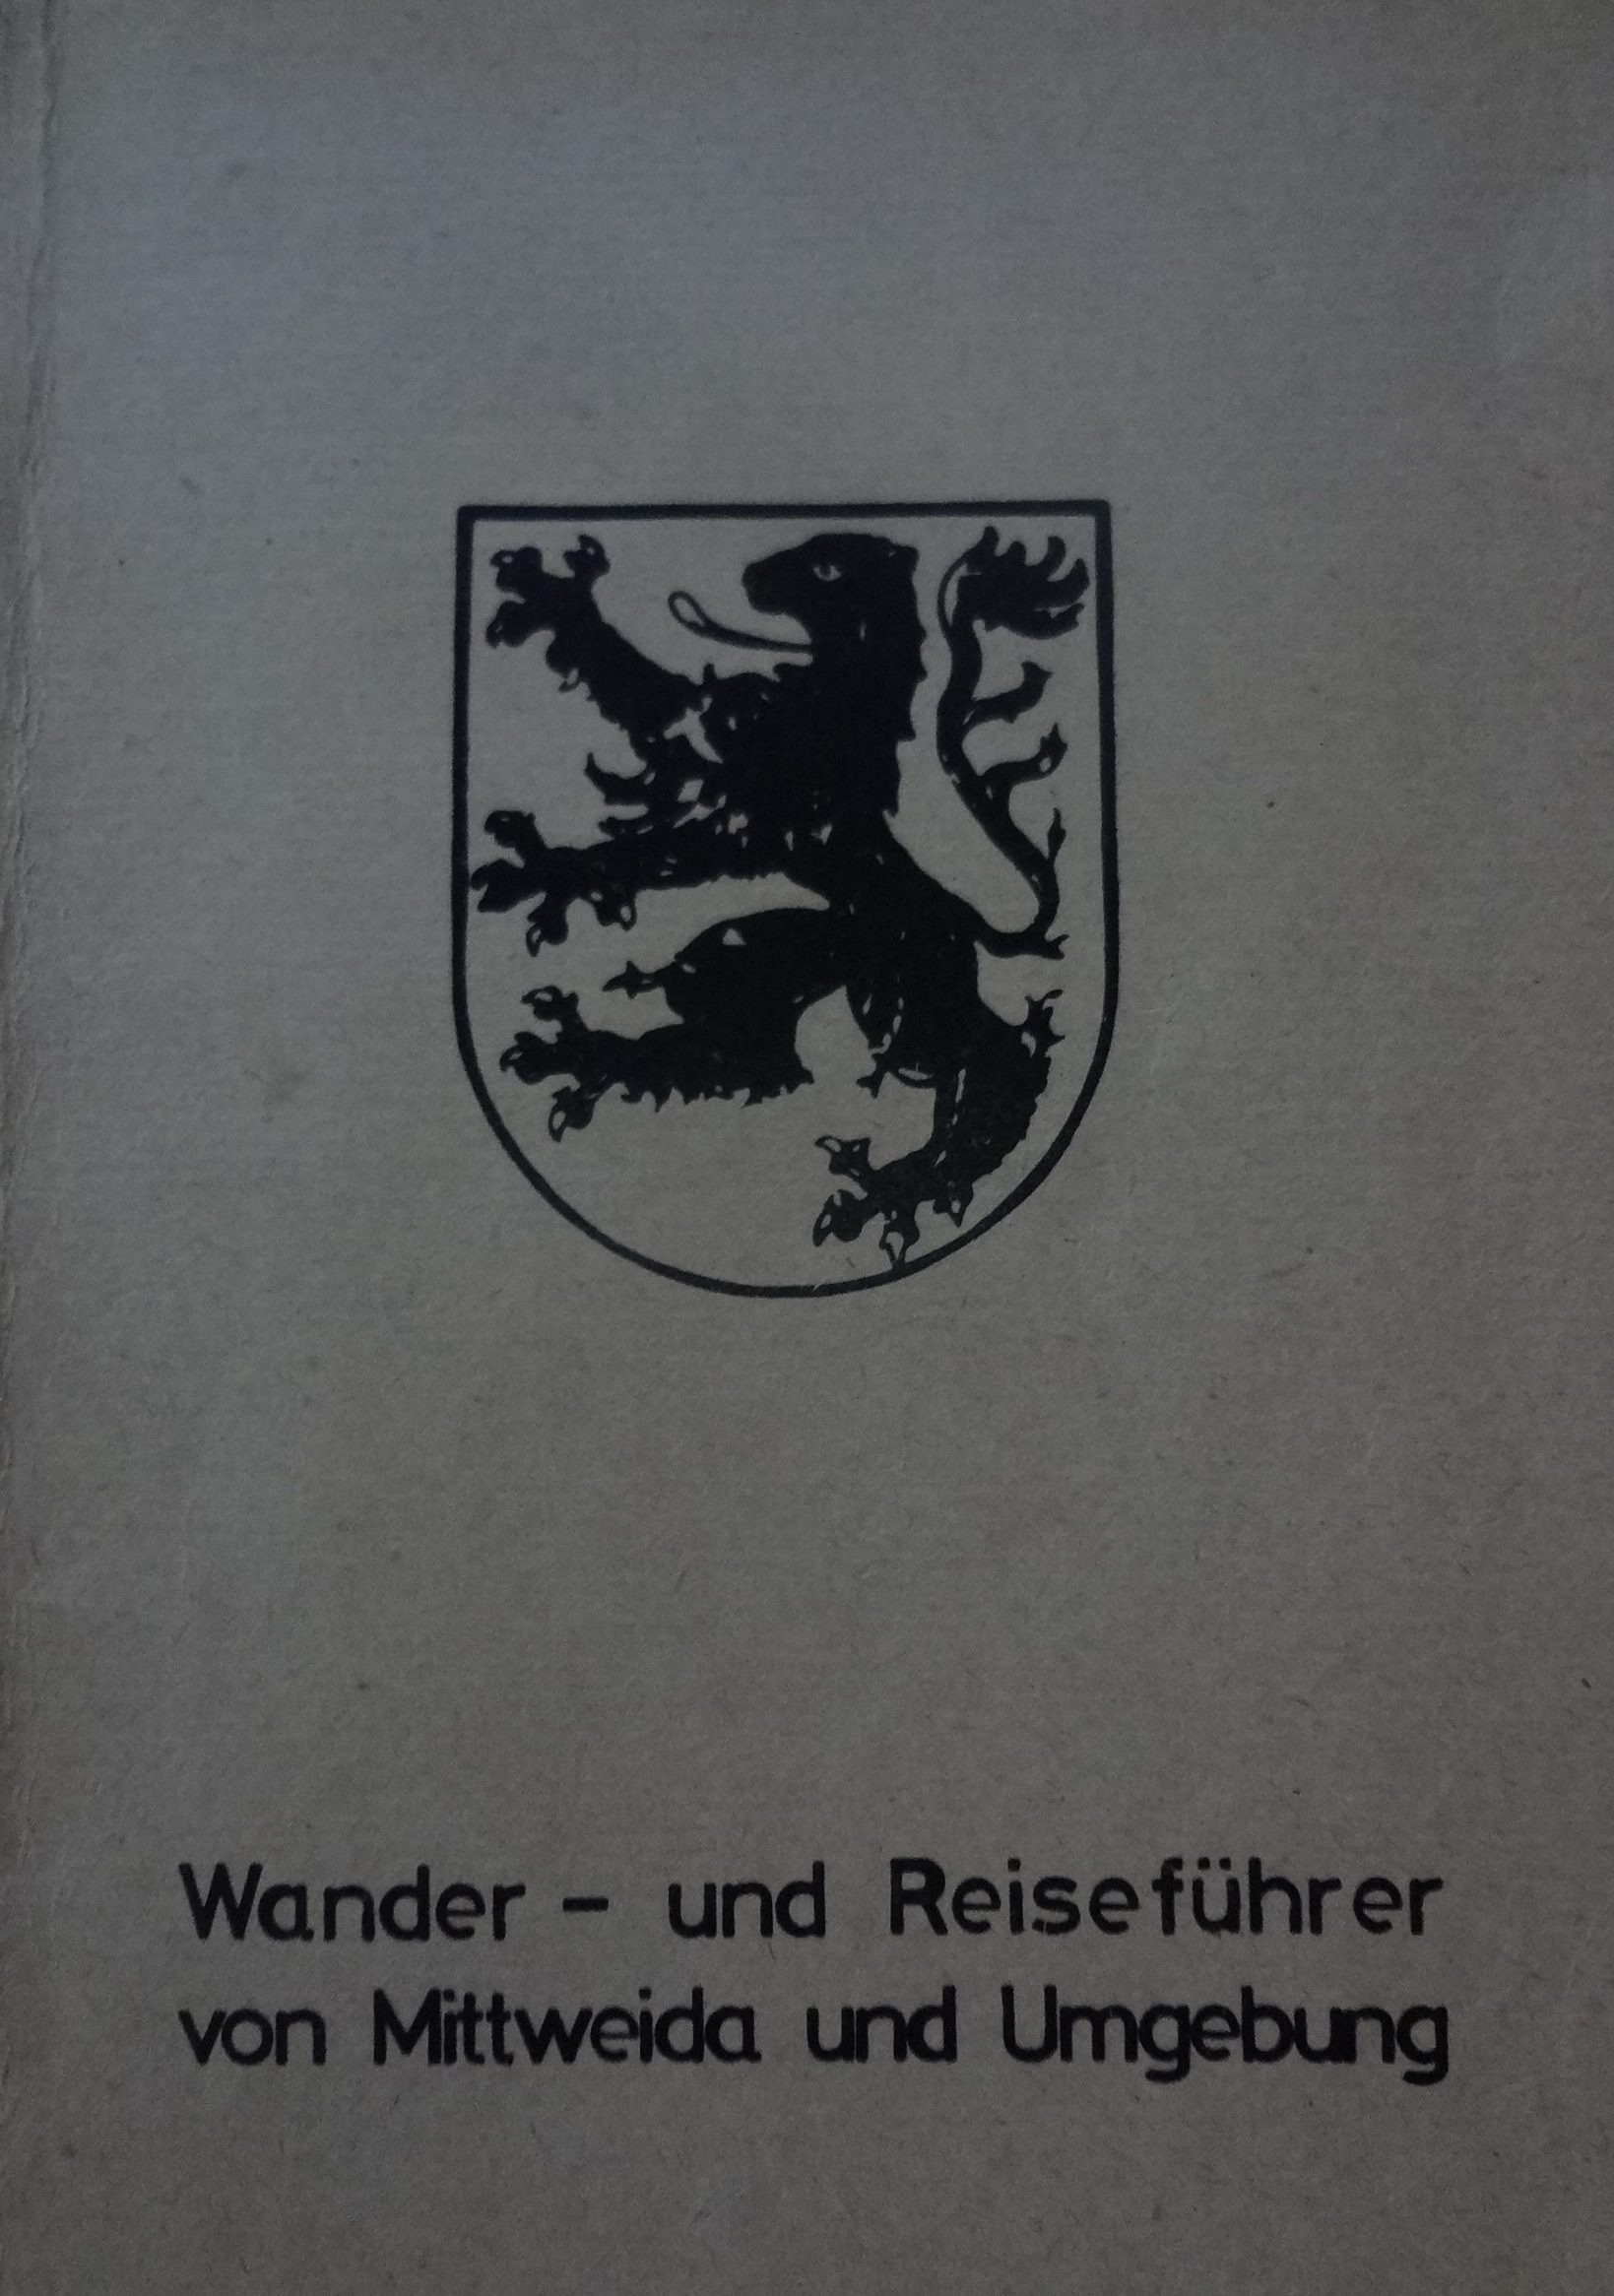 Wander - und Reiseführer
von Mittweida und Umgebung